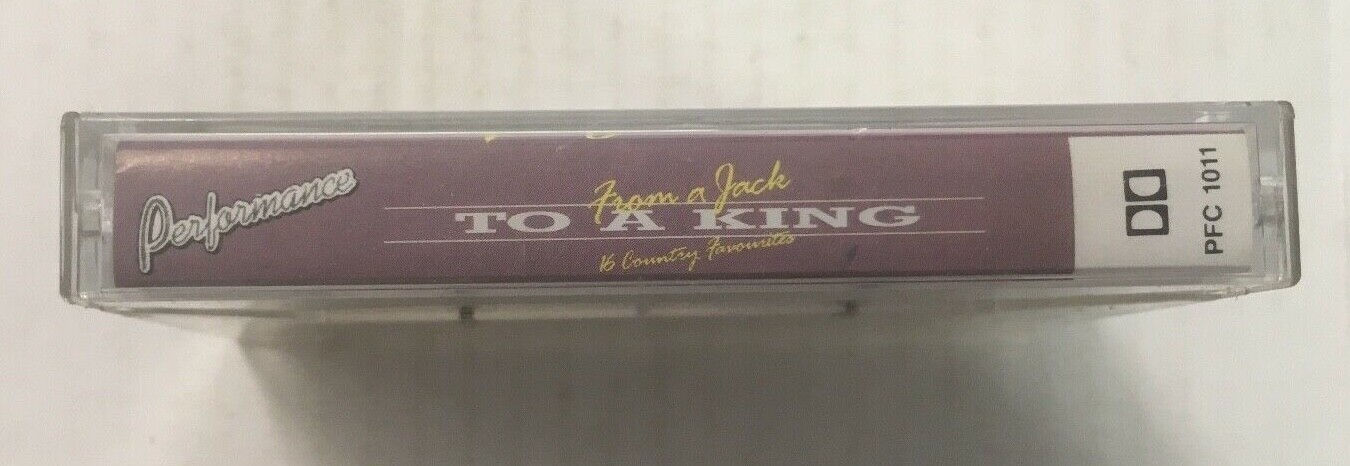 Performance
From a Jack
TO A KING
16 Country Favourites
PFC 1011